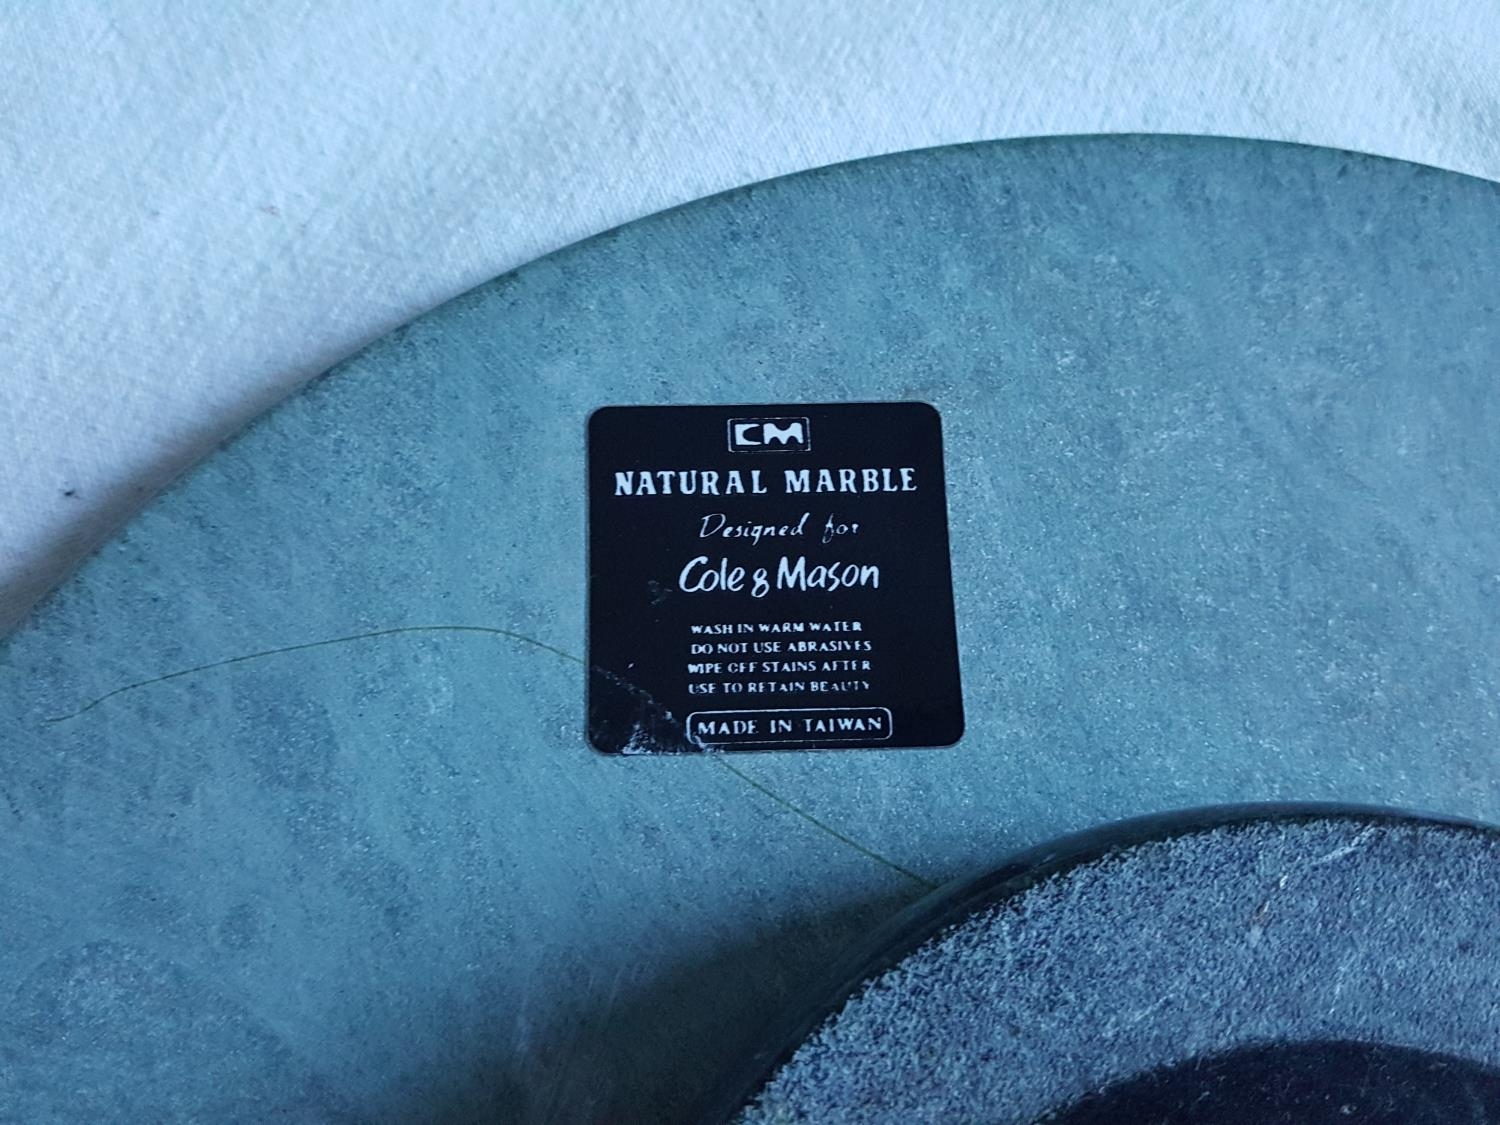 CM
NATURAL MARBLE
Designed for
Cole & Mason
WASH IN WARM WATER
DO NOT USE ABRASIVES
WIPE OFF STAINS AFTER
USE TO RETAIN BEAUTY
MADE IN TAIWAN